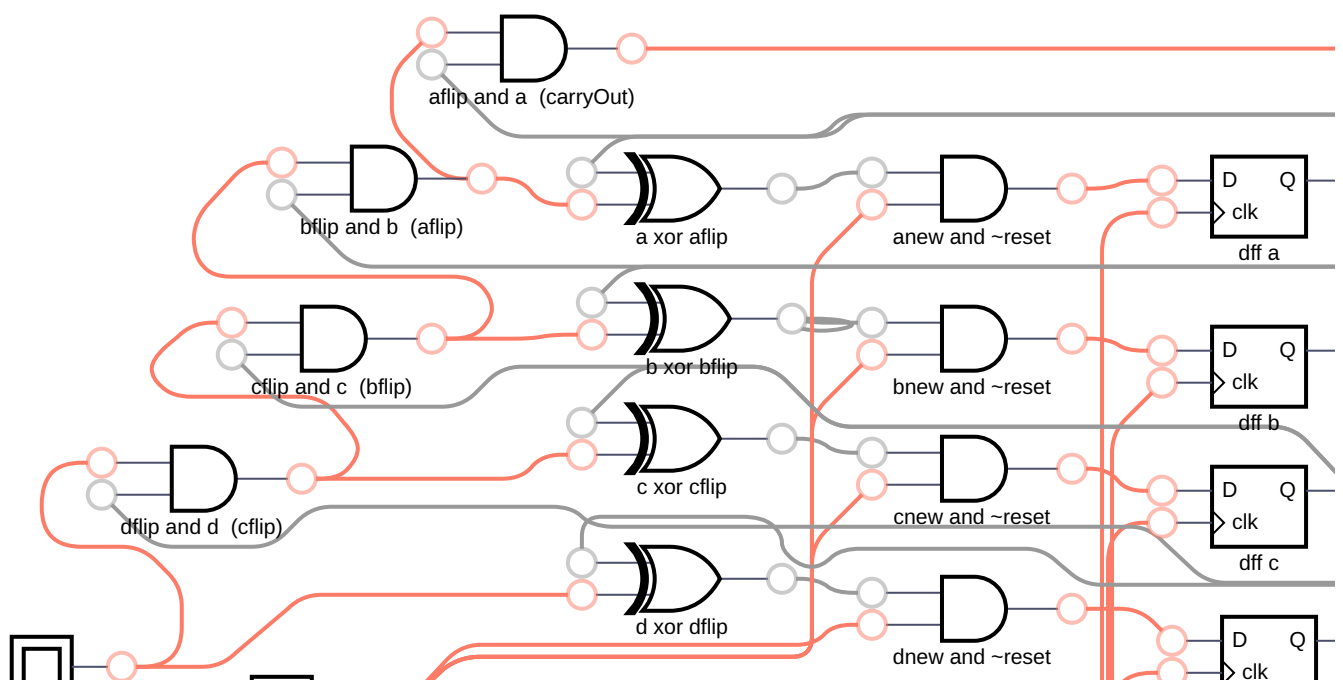 aflip and a (carryOut)
bflip and b (aflip)
a xor aflip
anew and ~reset
D Q
clk
dff a
cflip and c (bflip)
b xor bflip
bnew and ~reset
D Q
clk
dff b
dflip and d (cflip)
c xor cflip
cnew and ~reset
D Q
clk
dff c
d xor dflip
dnew and ~reset
D Q
clk